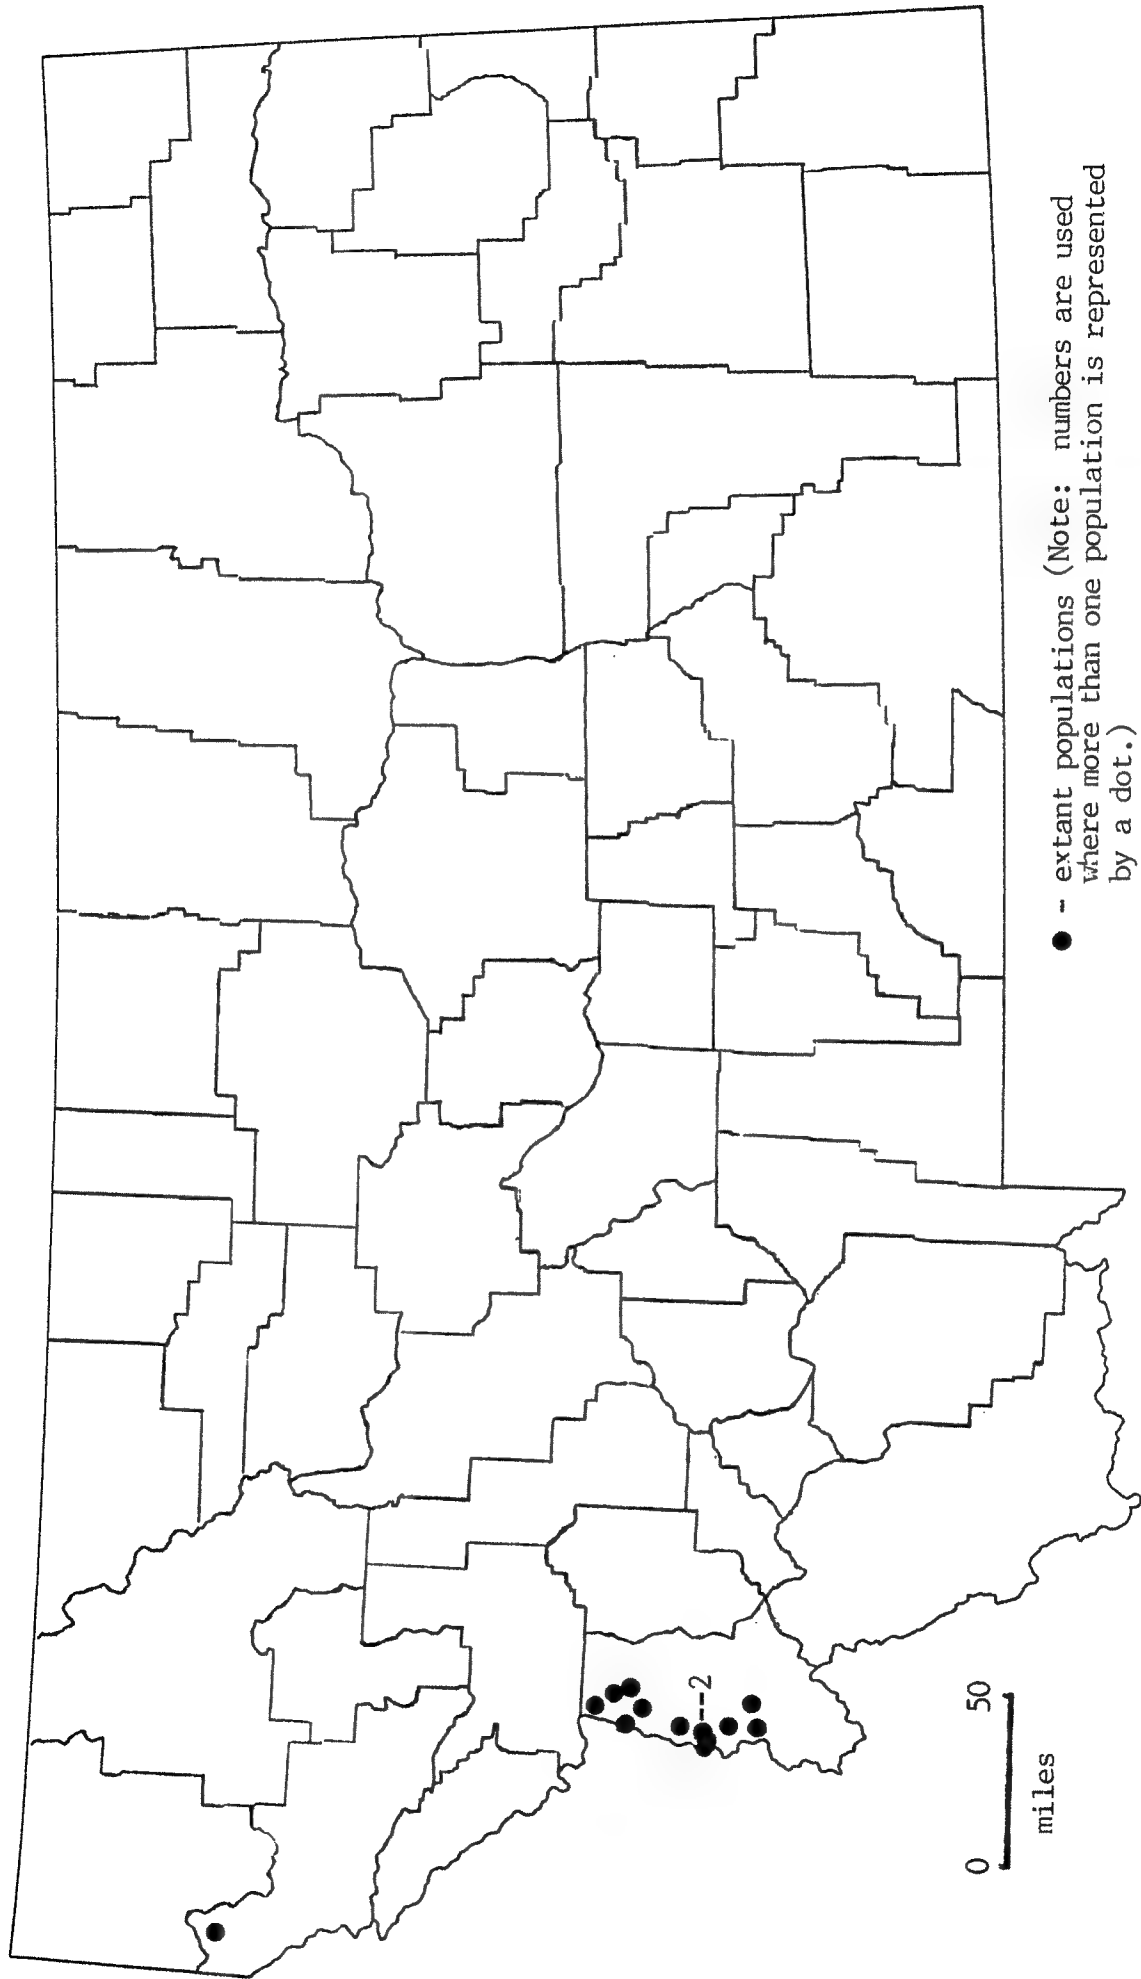 --2
0 50
miles
● - extant populations (Note: numbers are used
where more than one population is represented
by a dot.)